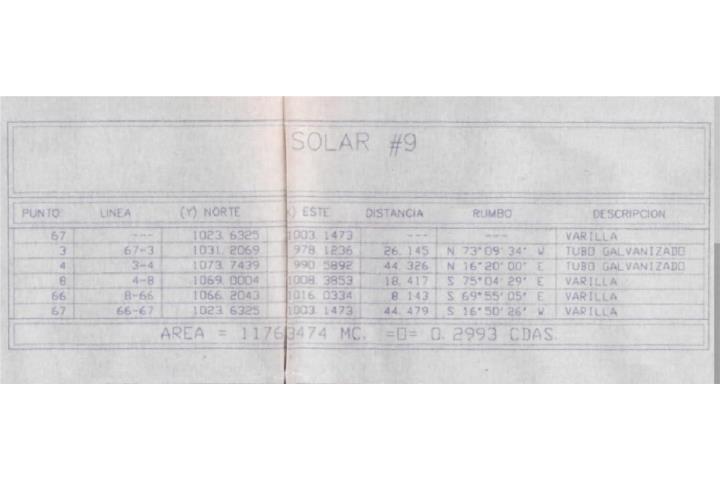 SOLAR #9
PUNTO LINEA (Y) NORTE (X) ESTE DISTANCIA RUMBO DESCRIPCION
67 --- 1023.6325 1003.1473 --- --- VARILLA
3 67-3 1031.2069 978.1236 26.145 N 73°09'34" W TUBO GALVANIZADO
4 3-4 1073.7439 990.5892 44.326 N 16°20'00" E TUBO GALVANIZADO
8 4-8 1069.0004 1008.3853 18.417 S 75°04'29" E VARILLA
66 8-66 1066.2043 1016.0334 8.143 S 69°55'05" E VARILLA
67 66-67 1023.6325 1003.1473 44.479 S 16°50'26" W VARILLA
AREA = MC. =0= 0.2993 CDAS.